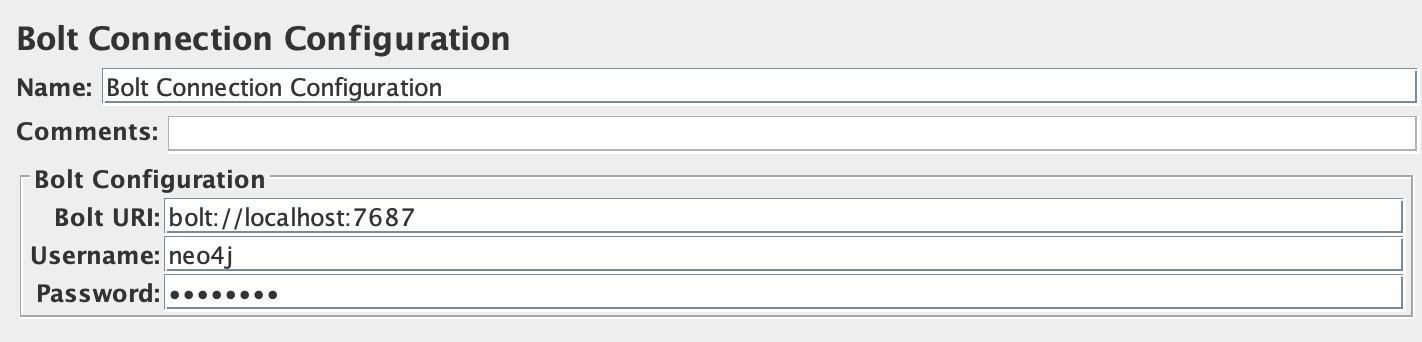 Bolt Connection Configuration
Name: Bolt Connection Configuration
Comments:
Bolt Configuration
Bolt URI: bolt://localhost:7687
Username: neo4j
Password: ••••••••